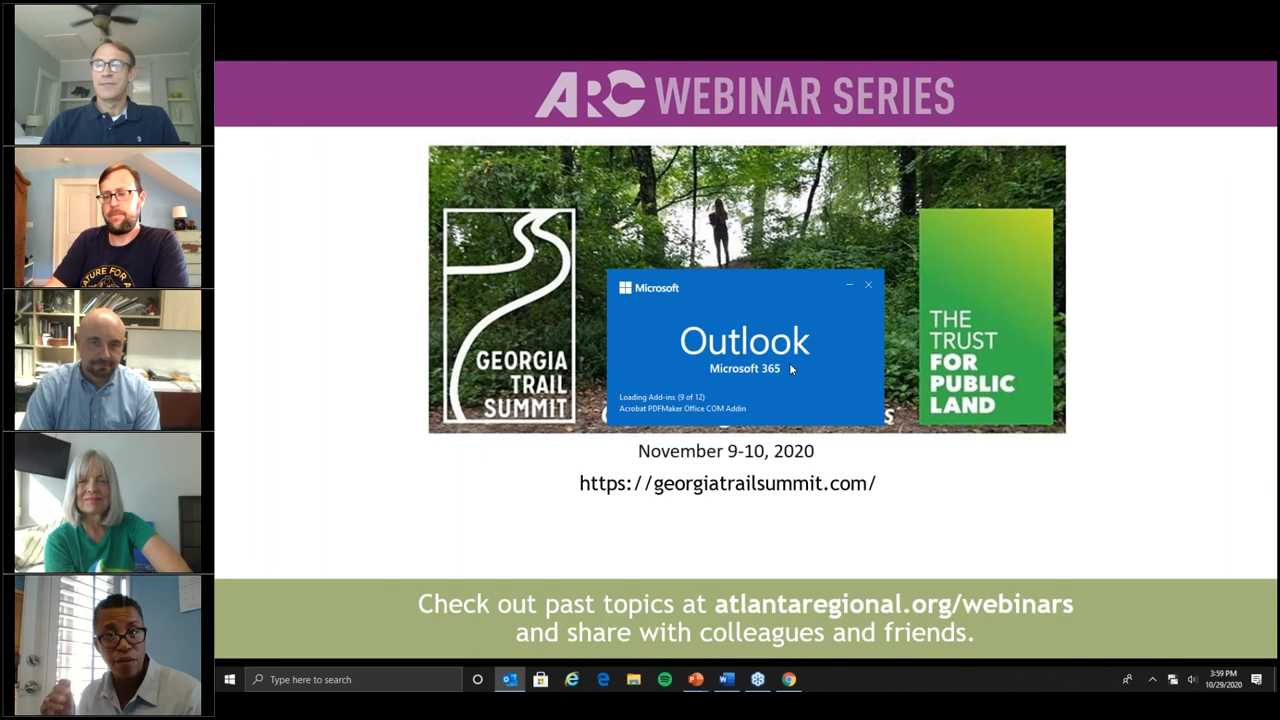 ARC WEBINAR SERIES
GEORGIA
TRAIL
SUMMIT
Microsoft
Outlook
Microsoft 365
Loading Add-ins (9 of 12)
Acrobat PDFMaker Office COM Addin
THE
TRUST
FOR
PUBLIC
LAND
November 9-10, 2020
https://georgiatrailsummit.com/
Check out past topics at atlantaregional.org/webinars
and share with colleagues and friends.
Type here to search
3:59 PM
10/29/2020